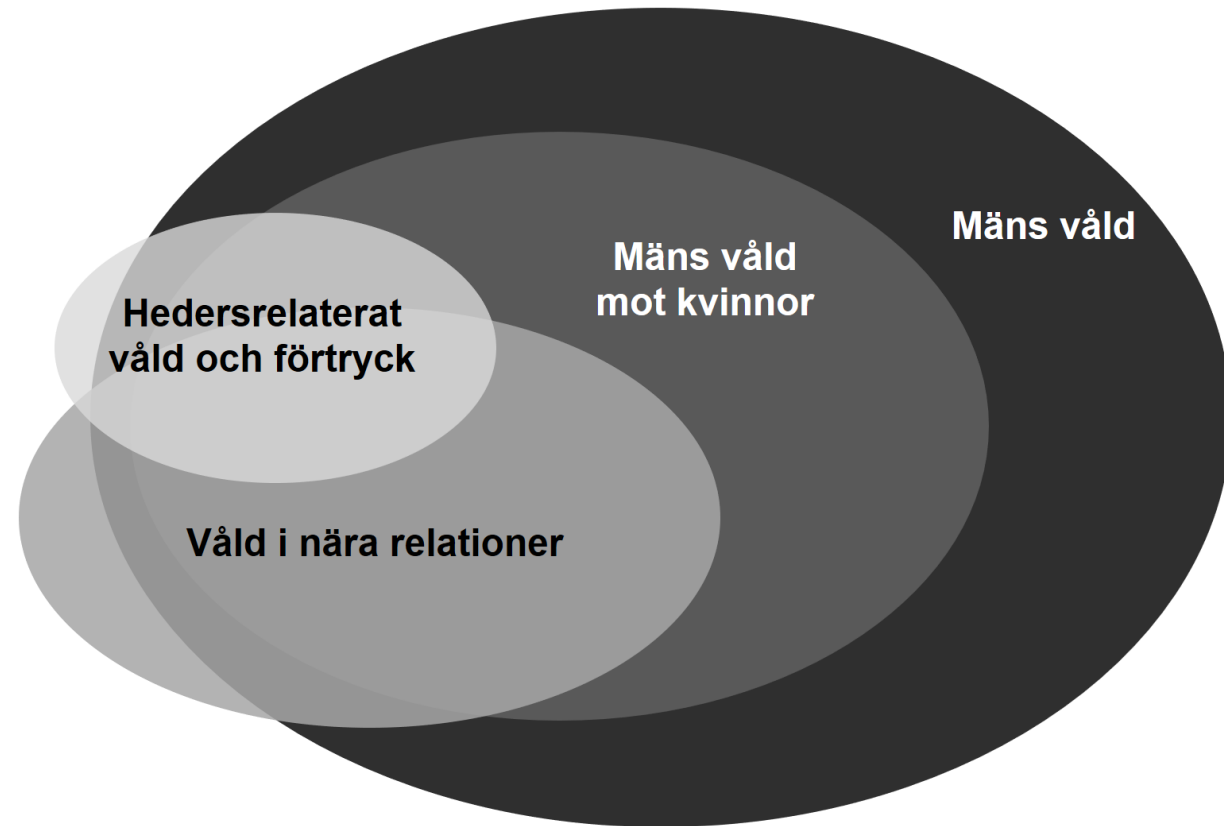 Mäns våld
Mäns våld
mot kvinnor
Hedersrelaterat
våld och förtryck
Våld i nära relationer